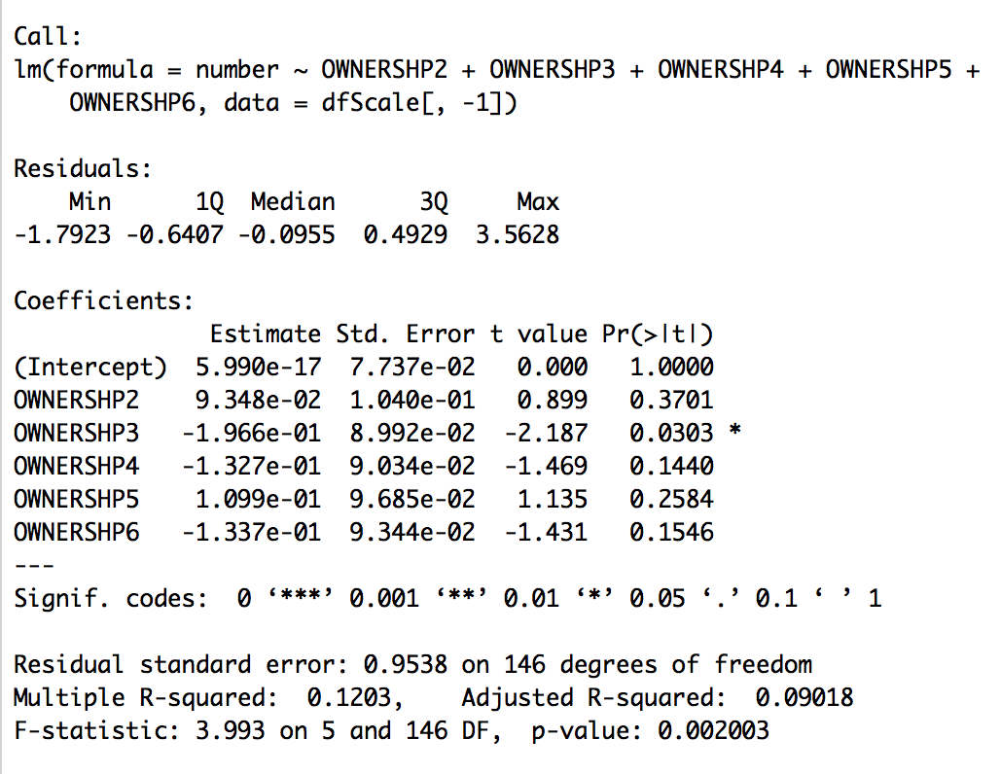 Call:
lm(formula = number ~ OWNERSHP2 + OWNERSHP3 + OWNERSHP4 + OWNERSHP5 +
    OWNERSHP6, data = dfScale[, -1])
Residuals:
    Min      1Q  Median      3Q     Max
-1.7923 -0.6407 -0.0955  0.4929  3.5628
Coefficients:
              Estimate Std. Error t value Pr(>|t|)
(Intercept)  5.990e-17  7.737e-02   0.000   1.0000
OWNERSHP2    9.348e-02  1.040e-01   0.899   0.3701
OWNERSHP3   -1.966e-01  8.992e-02  -2.187   0.0303 *
OWNERSHP4   -1.327e-01  9.034e-02  -1.469   0.1440
OWNERSHP5    1.099e-01  9.685e-02   1.135   0.2584
OWNERSHP6   -1.337e-01  9.344e-02  -1.431   0.1546
---
Signif. codes:  0 ‘***’ 0.001 ‘**’ 0.01 ‘*’ 0.05 ‘.’ 0.1 ‘ ’ 1
Residual standard error: 0.9538 on 146 degrees of freedom
Multiple R-squared:  0.1203,	Adjusted R-squared:  0.09018
F-statistic: 3.993 on 5 and 146 DF,  p-value: 0.002003